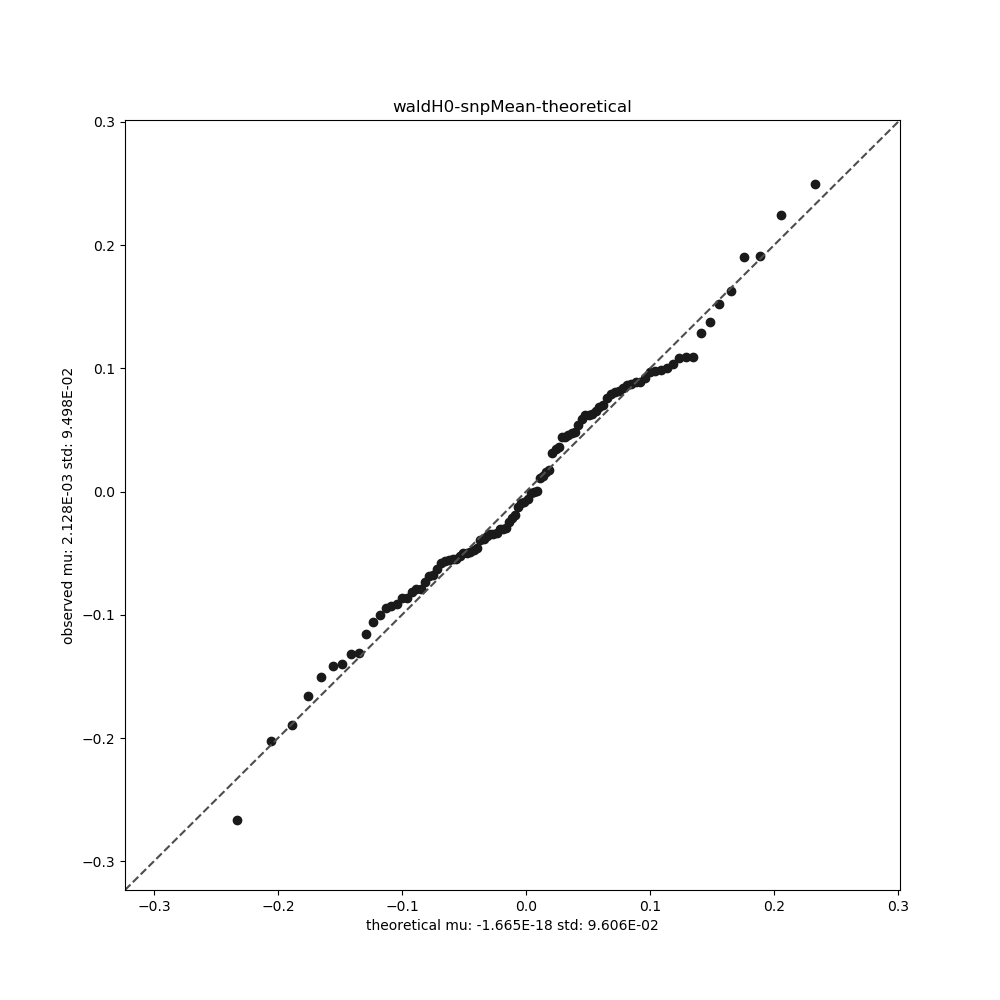 waldH0-snpMean-theoretical
0.3
0.2
0.1
0.0
−0.1
−0.2
−0.3
observed mu: 2.128E-03 std: 9.498E-02
−0.3 −0.2 −0.1 0.0 0.1 0.2 0.3
theoretical mu: -1.665E-18 std: 9.606E-02